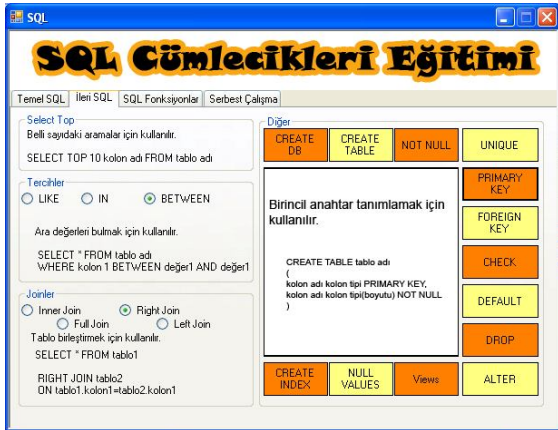 SQL
SQL Cümlecikleri Eğitimi
Temel SQL
İleri SQL
SQL Fonksiyonlar
Serbest Çalışma
Select Top
Belli sayıdaki aramalar için kullanılır.
SELECT TOP 10 kolon adı FROM tablo adı
Tercihler
LIKE
IN
BETWEEN
Ara değerleri bulmak için kullanılır.
SELECT * FROM tablo adı
WHERE kolon 1 BETWEEN değer1 AND değer1
Joinler
Inner Join
Right Join
Full Join
Left Join
Tablo birleştirmek için kullanılır.
SELECT * FROM tablo1
RIGHT JOIN tablo2
ON tablo1.kolon1=tablo2.kolon1
Diğer
CREATE
DB
CREATE
TABLE
NOT NULL
UNIQUE
PRIMARY
KEY
FOREIGN
KEY
CHECK
DEFAULT
DROP
Birincil anahtar tanımlamak için
kullanılır.
CREATE TABLE tablo adı
(
kolon adı kolon tipi PRIMARY KEY,
kolon adı kolon tipi(boyutu) NOT NULL
)
CREATE
INDEX
NULL
VALUES
Views
ALTER